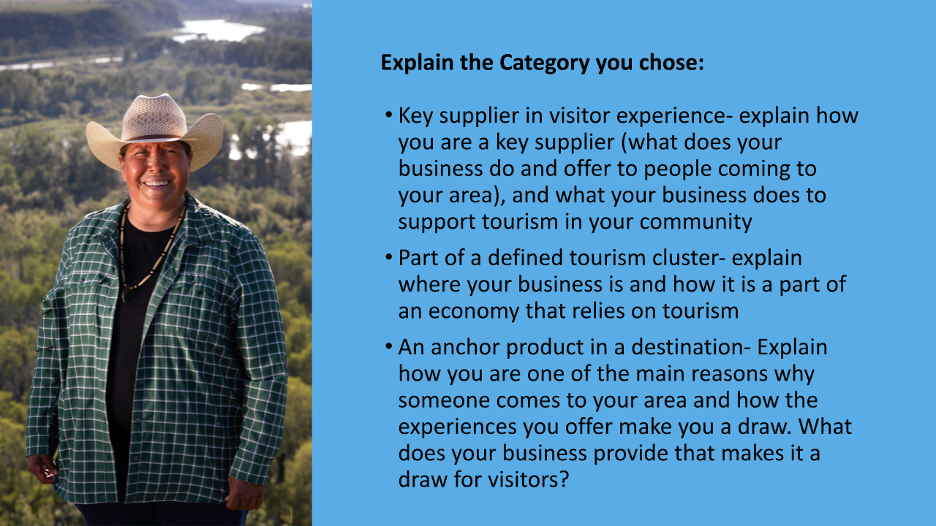 Explain the Category you chose:
• Key supplier in visitor experience- explain how
you are a key supplier (what does your
business do and offer to people coming to
your area), and what your business does to
support tourism in your community
• Part of a defined tourism cluster- explain
where your business is and how it is a part of
an economy that relies on tourism
• An anchor product in a destination- Explain
how you are one of the main reasons why
someone comes to your area and how the
experiences you offer make you a draw. What
does your business provide that makes it a
draw for visitors?